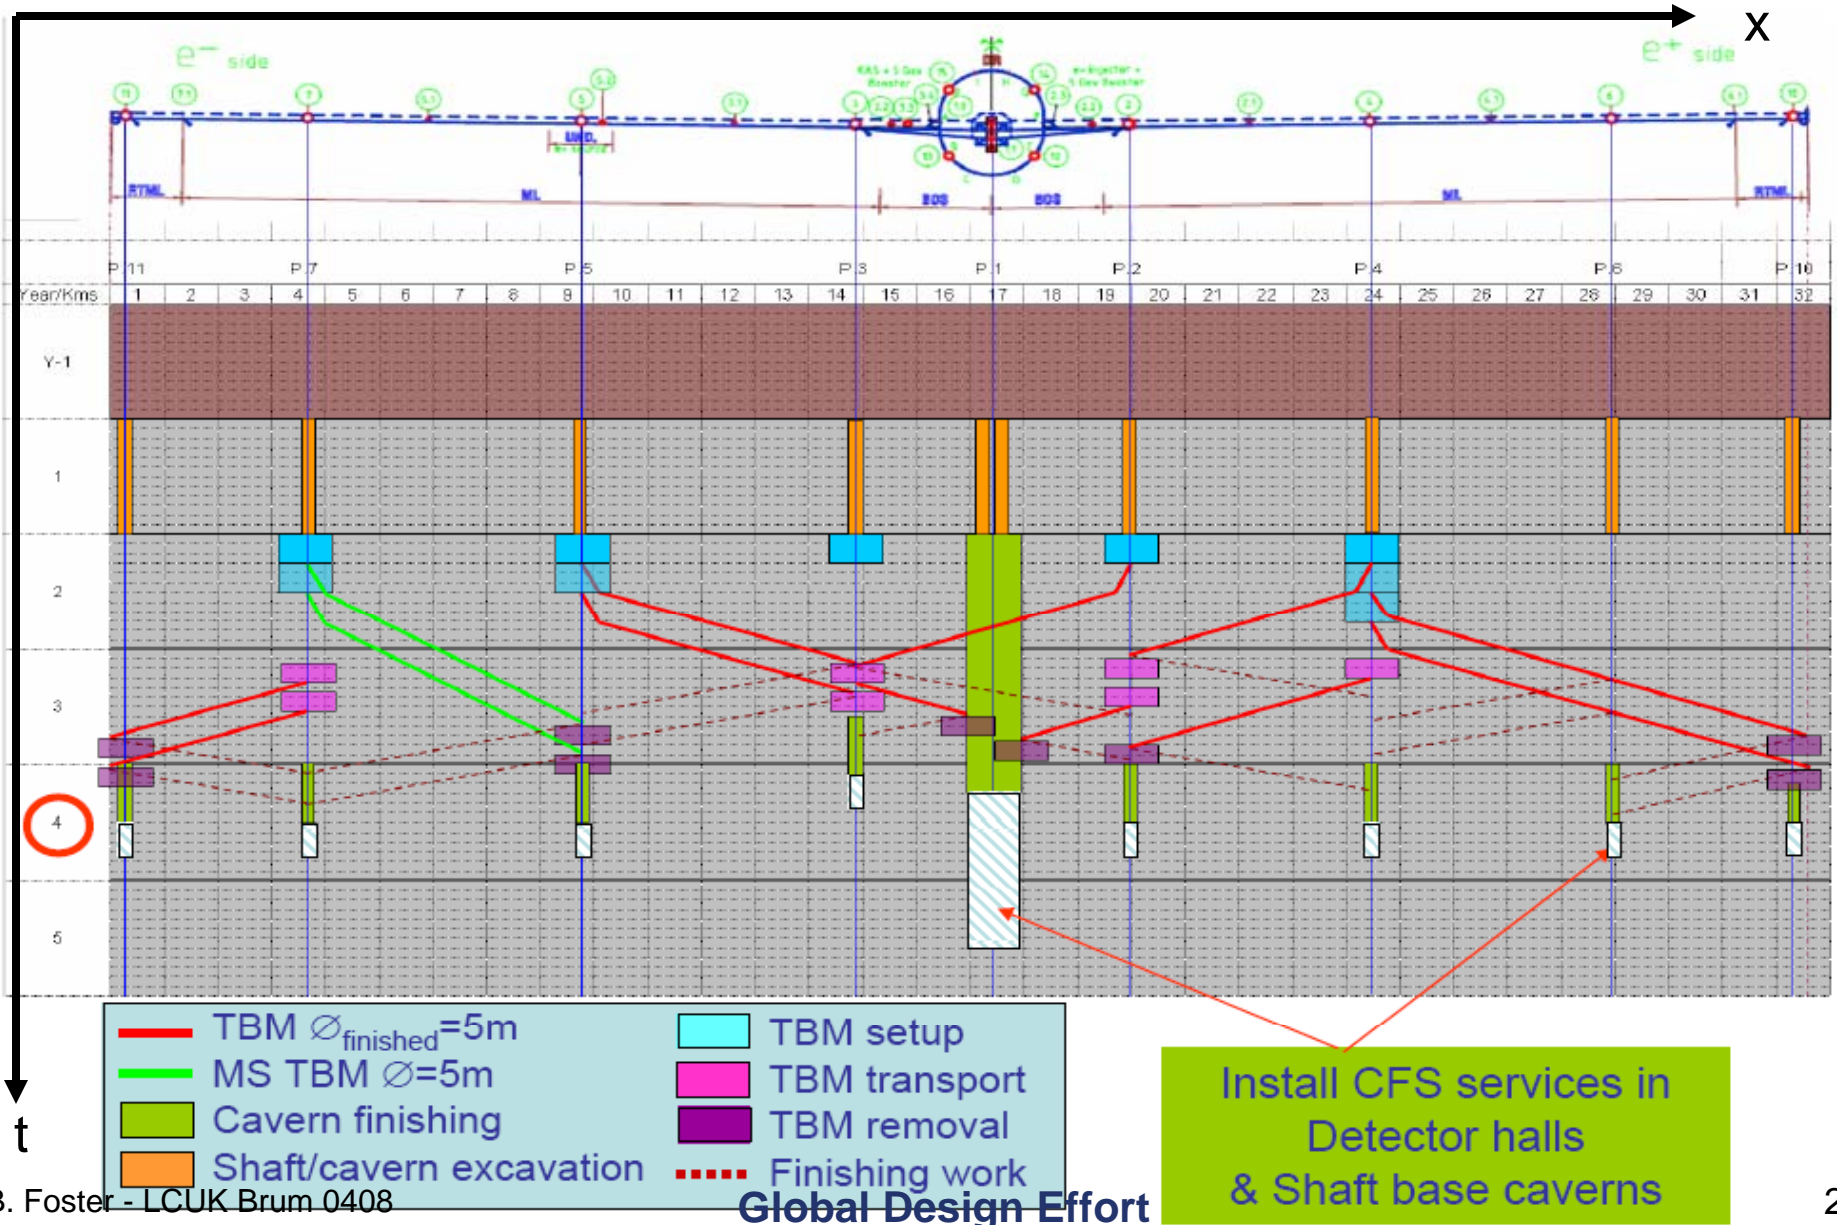 x
e⁻ side
e⁺ side
DR
RTML
ML
BDS
BDS
ML
RTML
UND.
P.11 P.7 P.5 P.3 P.1 P.2 P.4 P.6 P.10
Year/Kms 1 2 3 4 5 6 7 8 9 10 11 12 13 14 15 16 17 18 19 20 21 22 23 24 25 26 27 28 29 30 31 32
Y-1
1
2
3
4
5
t
TBM ∅finished=5m
MS TBM ∅=5m
Cavern finishing
Shaft/cavern excavation
TBM setup
TBM transport
TBM removal
Finishing work
Install CFS services in
Detector halls
& Shaft base caverns
B. Foster - LCUK Brum 0408
Global Design Effort
2